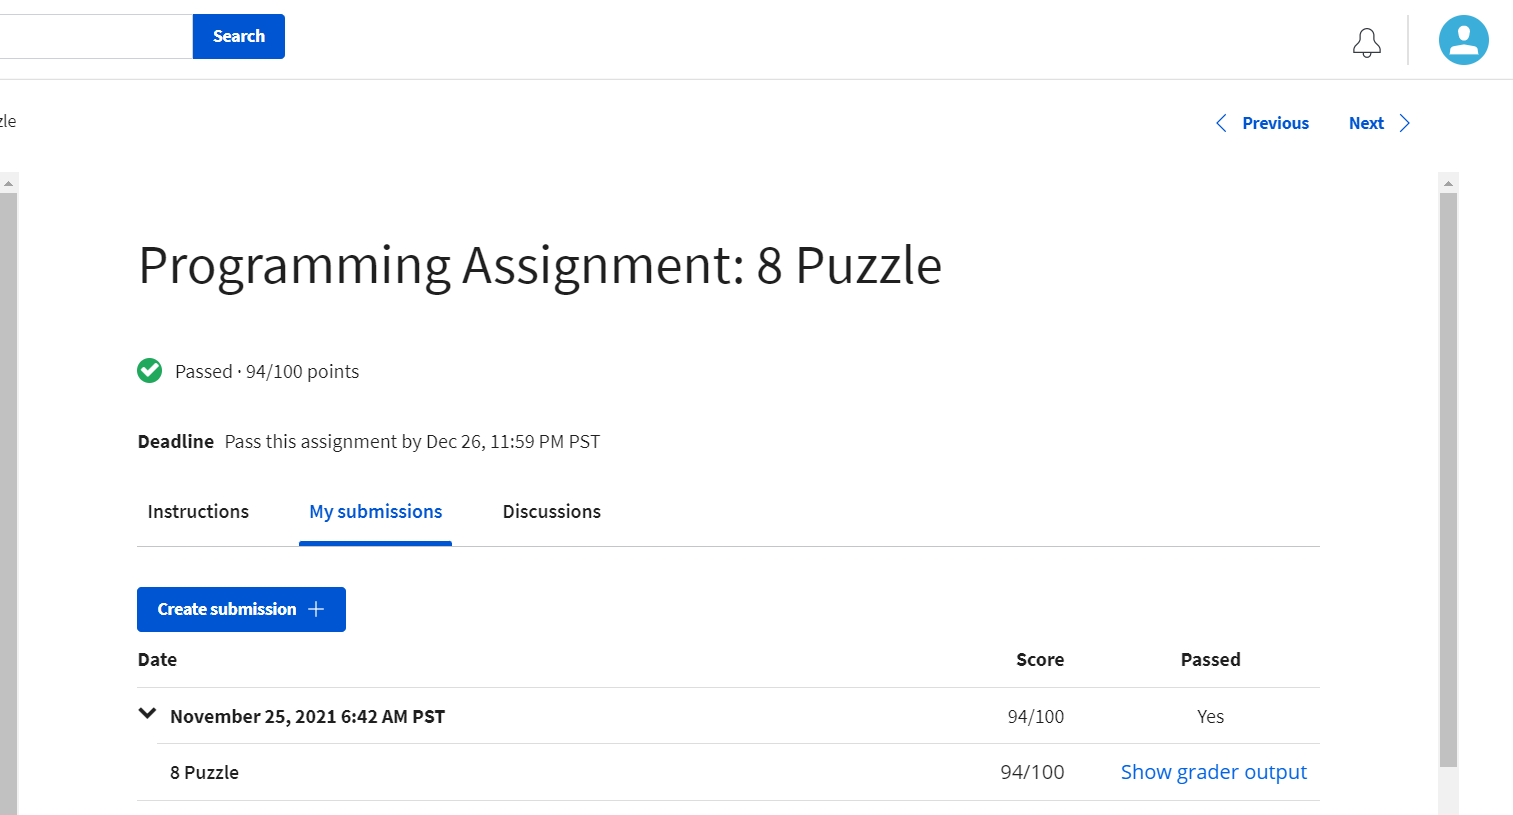 Search
zle
Previous Next
Programming Assignment: 8 Puzzle
Passed · 94/100 points
Deadline Pass this assignment by Dec 26, 11:59 PM PST
Instructions My submissions Discussions
Create submission +
Date Score Passed
November 25, 2021 6:42 AM PST 94/100 Yes
8 Puzzle 94/100 Show grader output